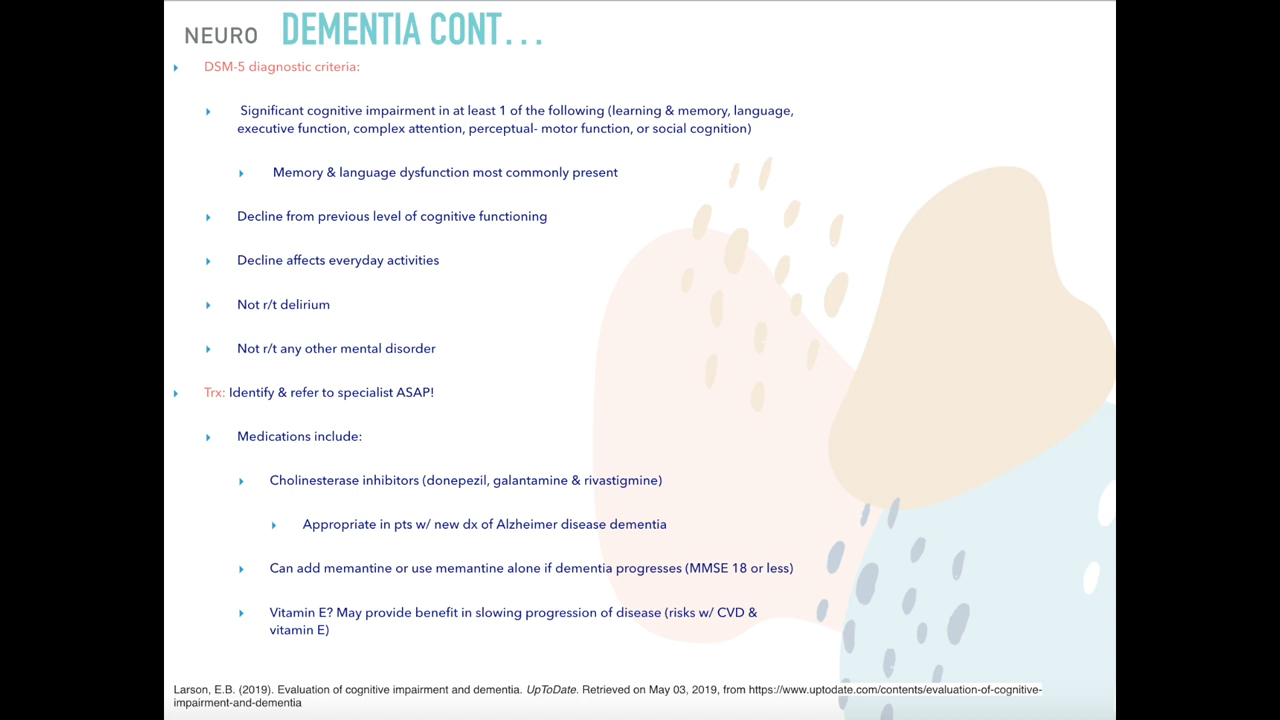 NEURO DEMENTIA CONT...
DSM-5 diagnostic criteria:
Significant cognitive impairment in at least 1 of the following (learning & memory, language,
executive function, complex attention, perceptual- motor function, or social cognition)
Memory & language dysfunction most commonly present
Decline from previous level of cognitive functioning
Decline affects everyday activities
Not r/t delirium
Not r/t any other mental disorder
Trx: Identify & refer to specialist ASAP!
Medications include:
Cholinesterase inhibitors (donepezil, galantamine & rivastigmine)
Appropriate in pts w/ new dx of Alzheimer disease dementia
Can add memantine or use memantine alone if dementia progresses (MMSE 18 or less)
Vitamin E? May provide benefit in slowing progression of disease (risks w/ CVD &
vitamin E)
Larson, E.B. (2019). Evaluation of cognitive impairment and dementia. UpToDate. Retrieved on May 03, 2019, from https://www.uptodate.com/contents/evaluation-of-cognitive-
impairment-and-dementia